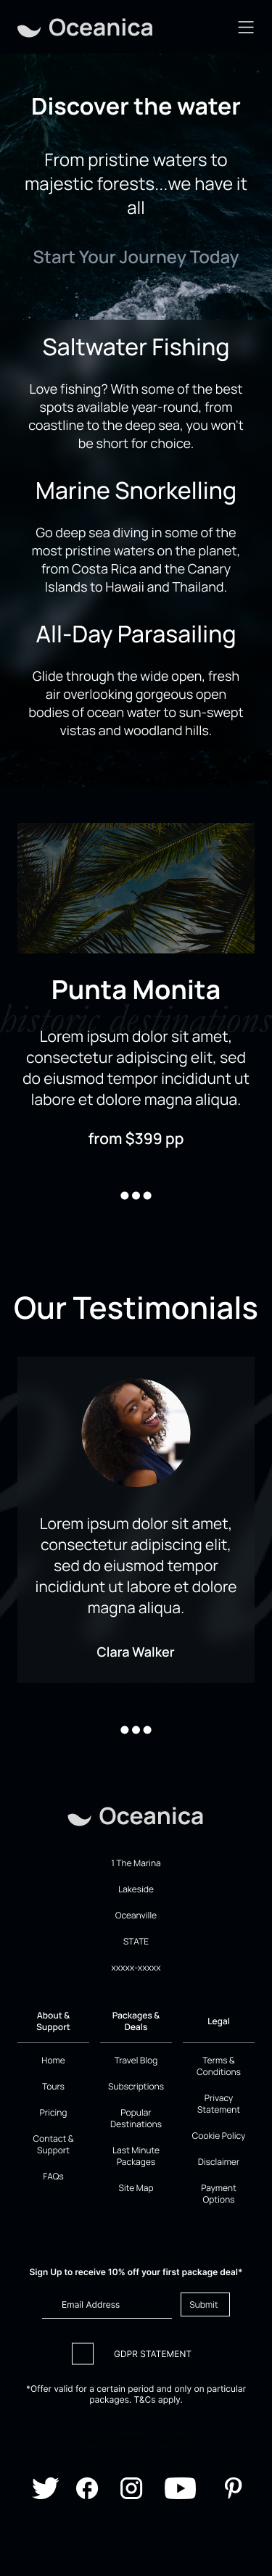 Oceanica
Discover the water
From pristine waters to
majestic forests...we have it
all
Start Your Journey Today
Saltwater Fishing
Love fishing? With some of the best
spots available year-round, from
coastline to the deep sea, you won't
be short for choice.
Marine Snorkelling
Go deep sea diving in some of the
most pristine waters on the planet,
from Costa Rica and the Canary
Islands to Hawaii and Thailand.
All-Day Parasailing
Glide through the wide open, fresh
air overlooking gorgeous open
bodies of ocean water to sun-swept
vistas and woodland hills.
Punta Monita
historic destinations
Lorem ipsum dolor sit amet,
consectetur adipiscing elit, sed
do eiusmod tempor incididunt ut
labore et dolore magna aliqua.
from $399 pp
Our Testimonials
Lorem ipsum dolor sit amet,
consectetur adipiscing elit,
sed do eiusmod tempor
incididunt ut labore et dolore
magna aliqua.
Clara Walker
Oceanica
1 The Marina
Lakeside
Oceanville
STATE
xxxxx-xxxxx
About &
Support
Home
Tours
Pricing
Contact &
Support
FAQs
Packages &
Deals
Travel Blog
Subscriptions
Popular
Destinations
Last Minute
Packages
Site Map
Legal
Terms &
Conditions
Privacy
Statement
Cookie Policy
Disclaimer
Payment
Options
Sign Up to receive 10% off your first package deal*
Email Address
Submit
GDPR STATEMENT
*Offer valid for a certain period and only on particular
packages. T&Cs apply.